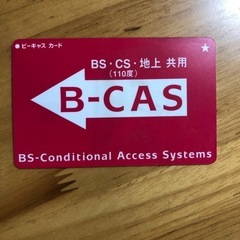 ビーキャス カード
BS・CS・地上 共用
(110度)
B-CAS
BS-Conditional Access Systems